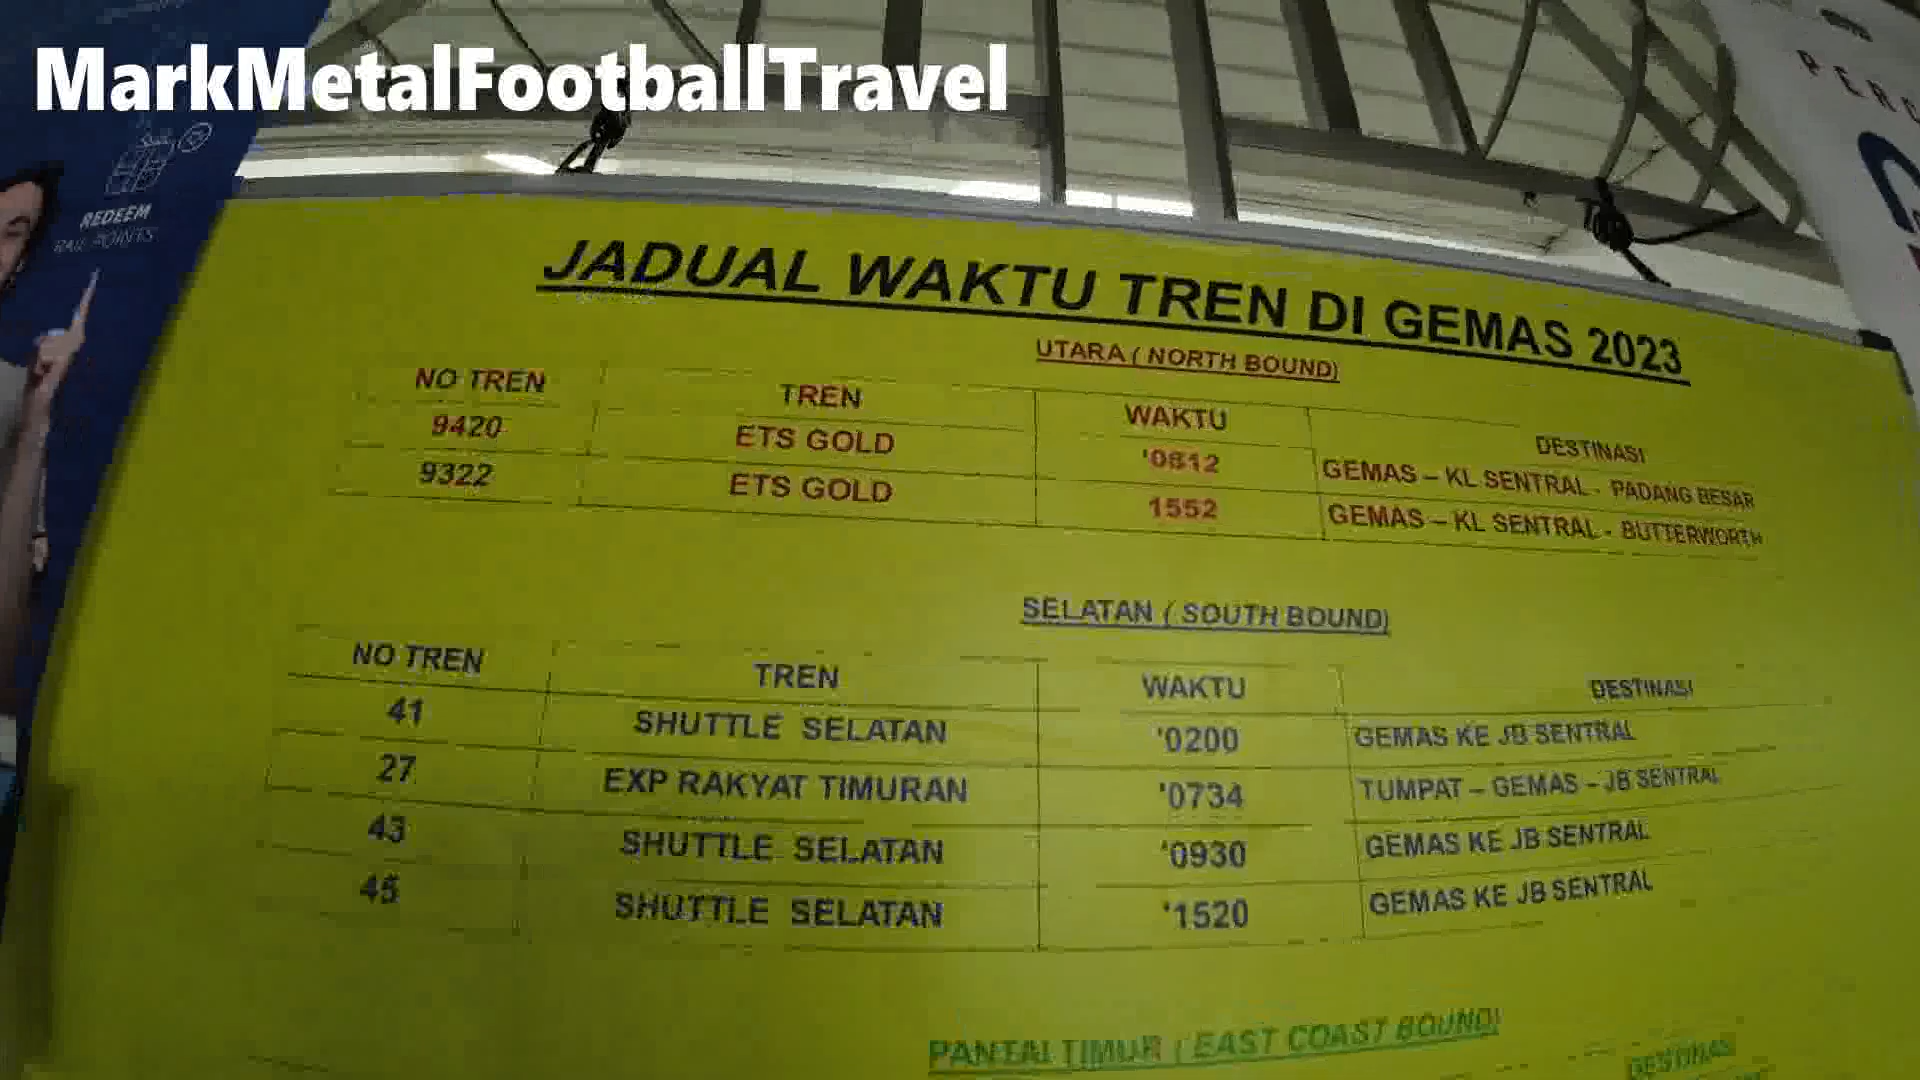 MarkMetalFootballTravel
REDEEM
RAIL POINTS
JADUAL WAKTU TREN DI GEMAS 2023
UTARA ( NORTH BOUND)
NO TREN TREN WAKTU DESTINASI
9420 ETS GOLD '0812 GEMAS – KL SENTRAL - PADANG BESAR
9322 ETS GOLD 1552 GEMAS – KL SENTRAL - BUTTERWORTH
SELATAN ( SOUTH BOUND)
NO TREN TREN WAKTU DESTINASI
41 SHUTTLE SELATAN '0200 GEMAS KE JB SENTRAL
27 EXP RAKYAT TIMURAN '0734 TUMPAT – GEMAS – JB SENTRAL
43 SHUTTLE SELATAN '0930 GEMAS KE JB SENTRAL
45 SHUTTLE SELATAN '1520 GEMAS KE JB SENTRAL
PANTAI TIMUR ( EAST COAST BOUND)
DESTINASI